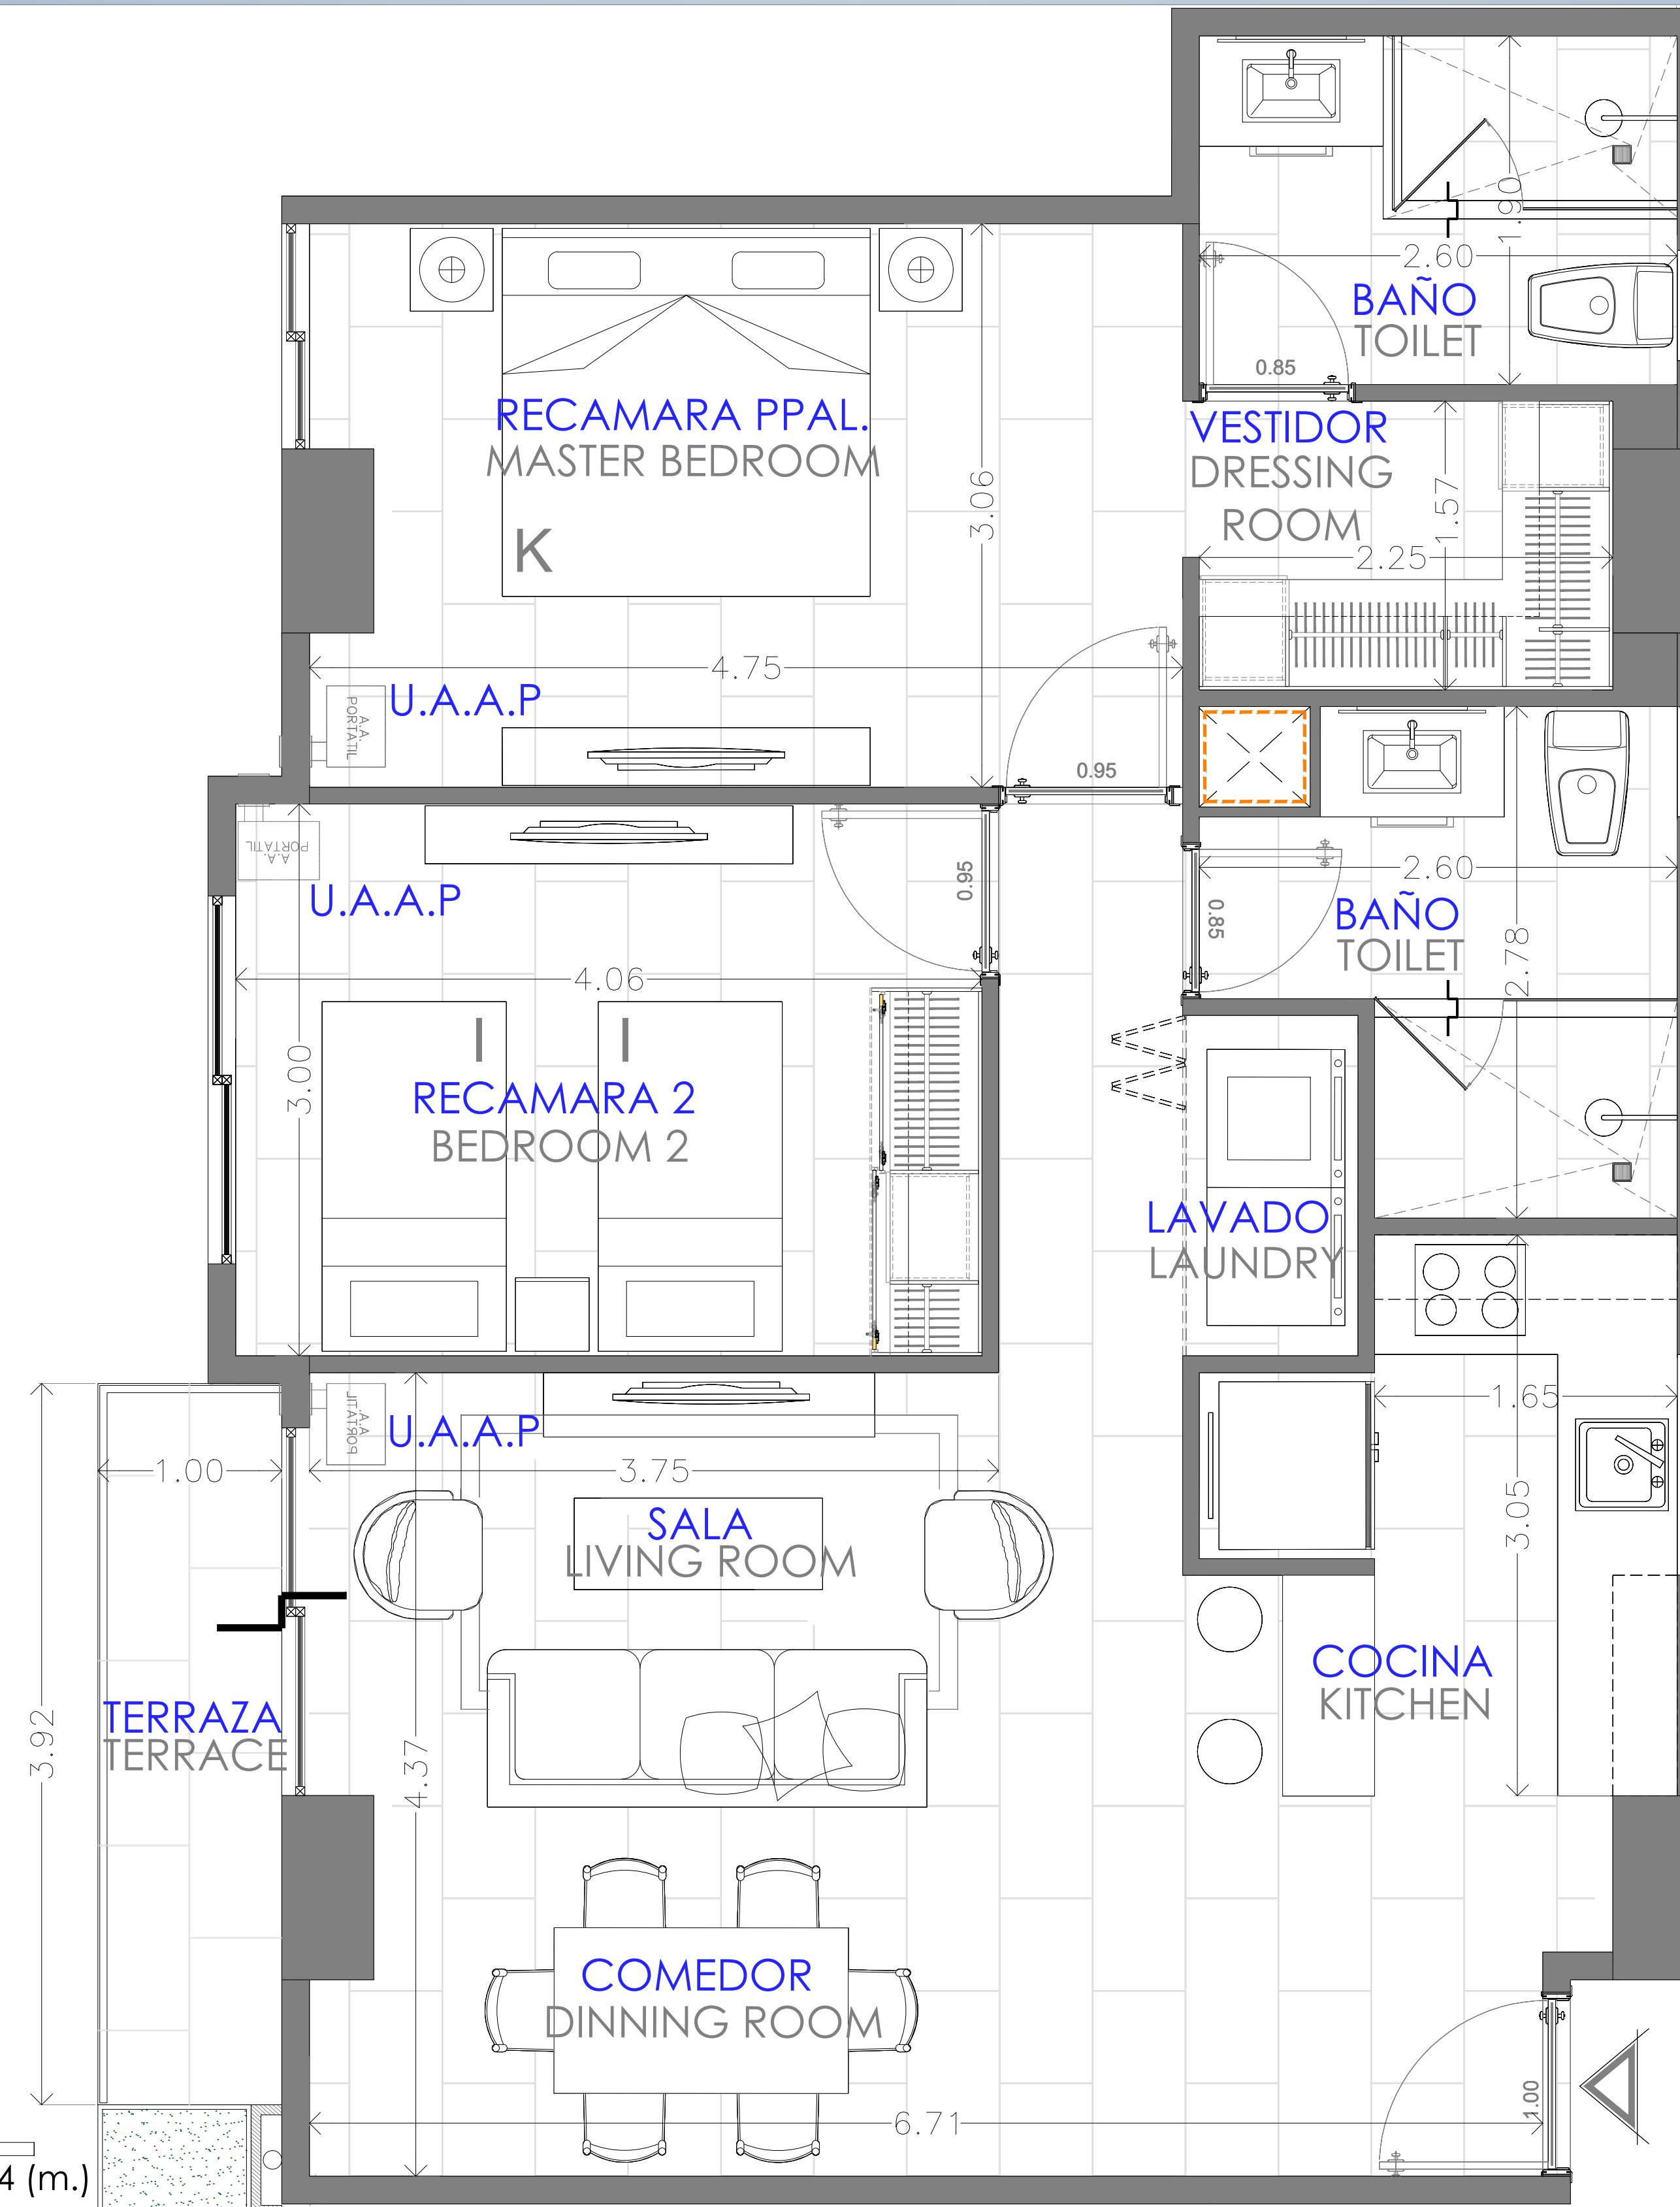 1.90
2.60
BAÑO
TOILET
0.85
RECAMARA PPAL.
MASTER BEDROOM
K
3.06
VESTIDOR
DRESSING
ROOM
1.57
2.25
4.75
U.A.A.P
A.A.
PORTATIL
0.95
A.A.
PORTATIL
U.A.A.P
0.95
2.60
0.85
BAÑO
TOILET
2.78
4.06
3.00
I
I
RECAMARA 2
BEDROOM 2
LAVADO
LAUNDRY
A.A.
PORTATIL
U.A.A.P
1.00
3.75
1.65
SALA
LIVING ROOM
3.05
COCINA
KITCHEN
TERRAZA
TERRACE
3.92
4.37
COMEDOR
DINNING ROOM
1.00
6.71
4 (m.)